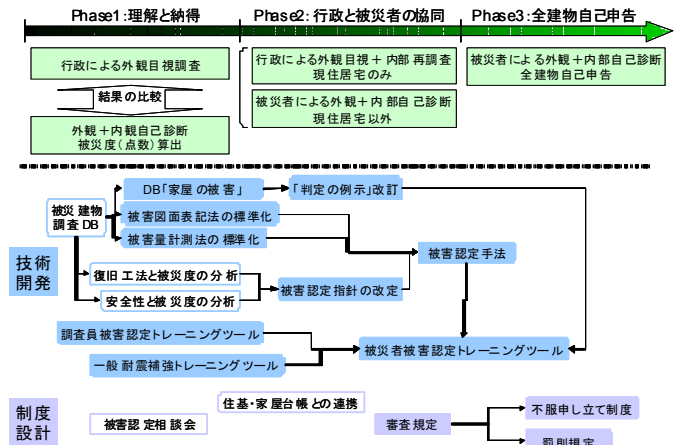 Phase1:理解と納得
Phase2:行政と被災者の協同
Phase3:全建物自己申告
行政による外観目視調査
結果の比較
外観+内観自己診断
被災度(点数)算出
行政による外観目視+内部再調査
現住居宅のみ
被災者による外観+内部自己診断
現住居宅以外
被災者による外観+内部自己診断
全建物自己申告
技術
開発
被災建物
調査DB
DB「家屋の被害」
「判定の例示」改訂
被害図面表記法の標準化
被害量計測法の標準化
被害認定手法
復旧工法と被災度の分析
安全性と被災度の分析
被害認定指針の改定
調査員被害認定トレーニングツール
一般耐震補強トレーニングツール
被災者被害認定トレーニングツール
制度
設計
住基・家屋台帳との連携
被害認定相談会
審査規定
不服申し立て制度
罰則規定